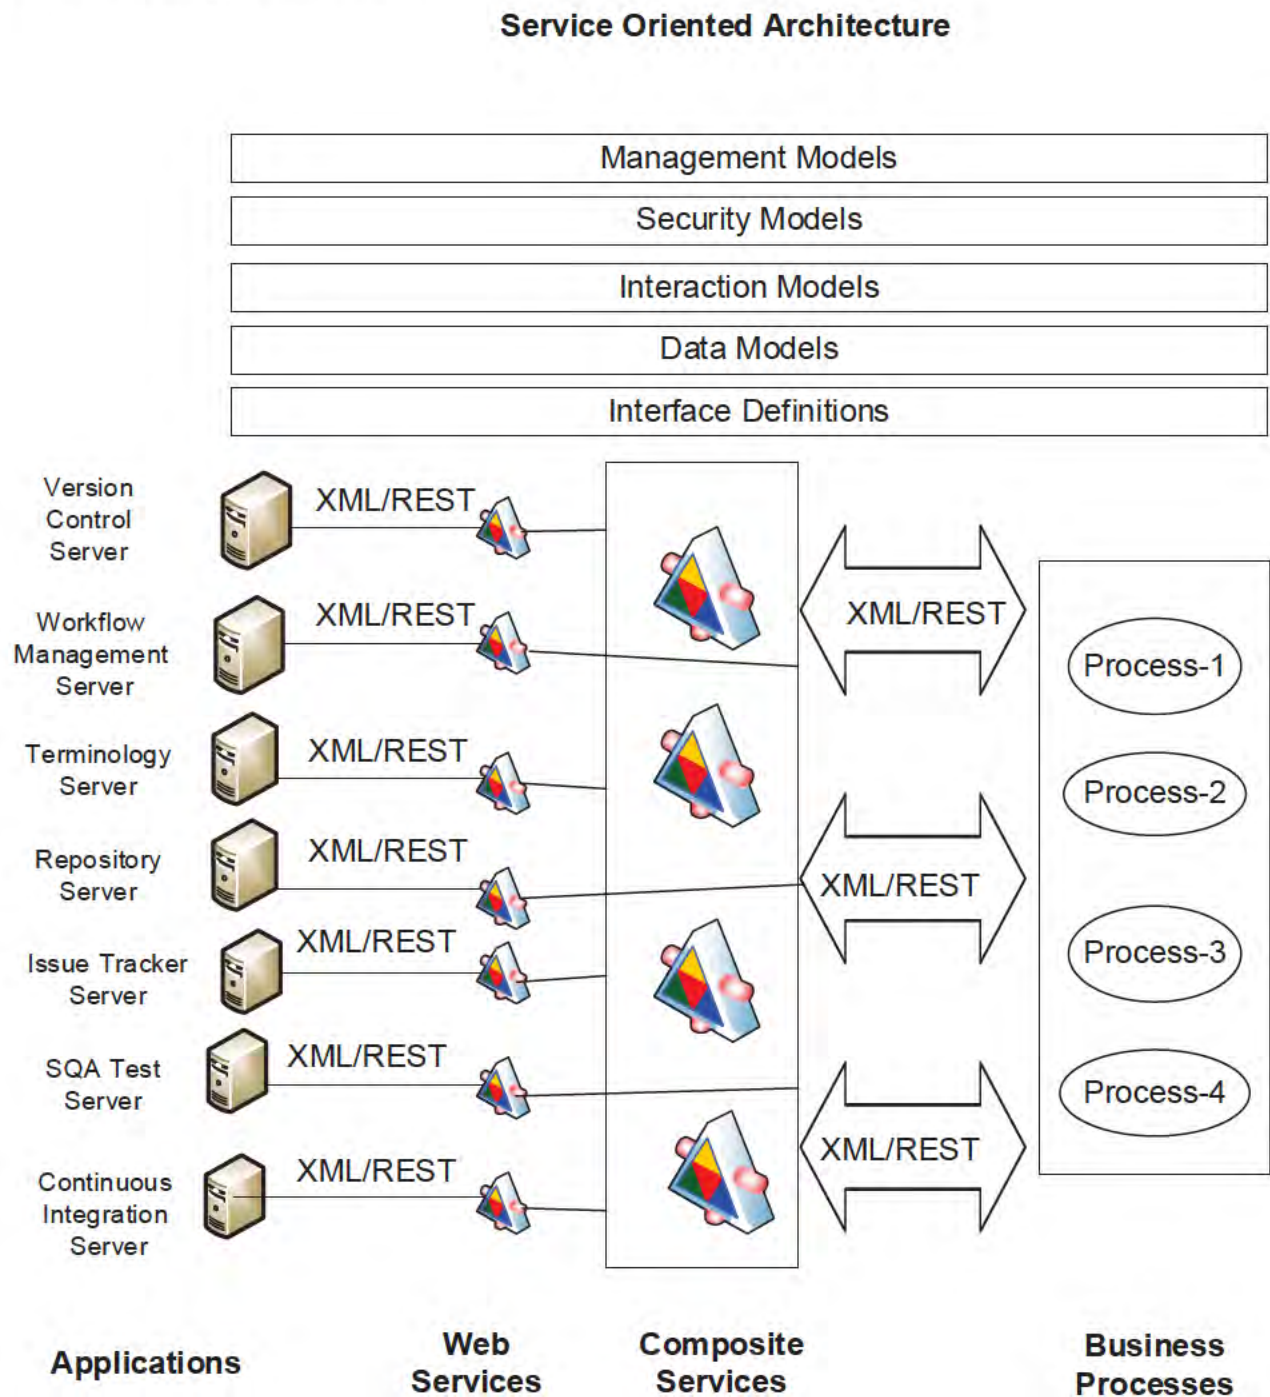 Service Oriented Architecture
Management Models
Security Models
Interaction Models
Data Models
Interface Definitions
Version
Control
Server
XML/REST
Workflow
Management
Server
XML/REST
Terminology
Server
XML/REST
Repository
Server
XML/REST
Issue Tracker
Server
XML/REST
SQA Test
Server
XML/REST
Continuous
Integration
Server
XML/REST
XML/REST
XML/REST
XML/REST
Process-1
Process-2
Process-3
Process-4
Applications
Web
Services
Composite
Services
Business
Processes